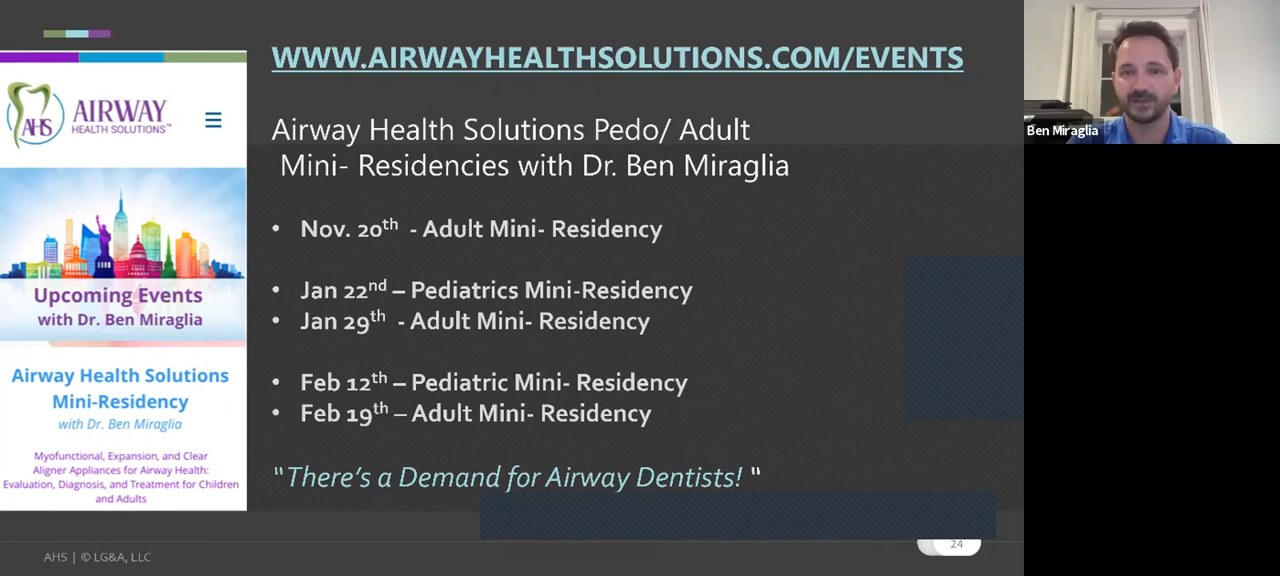 WWW.AIRWAYHEALTHSOLUTIONS.COM/EVENTS
AHS
AIRWAY
HEALTH SOLUTIONS™
Upcoming Events
with Dr. Ben Miraglia
Airway Health Solutions
Mini-Residency
with Dr. Ben Miraglia
Myofunctional, Expansion, and Clear
Aligner Appliances for Airway Health:
Evaluation, Diagnosis, and Treatment for Children
and Adults
Airway Health Solutions Pedo/ Adult
Mini- Residencies with Dr. Ben Miraglia
• Nov. 20th - Adult Mini- Residency
• Jan 22nd – Pediatrics Mini-Residency
• Jan 29th - Adult Mini- Residency
• Feb 12th – Pediatric Mini- Residency
• Feb 19th – Adult Mini- Residency
“There’s a Demand for Airway Dentists! “
AHS | © LG&A, LLC
24
Ben Miraglia